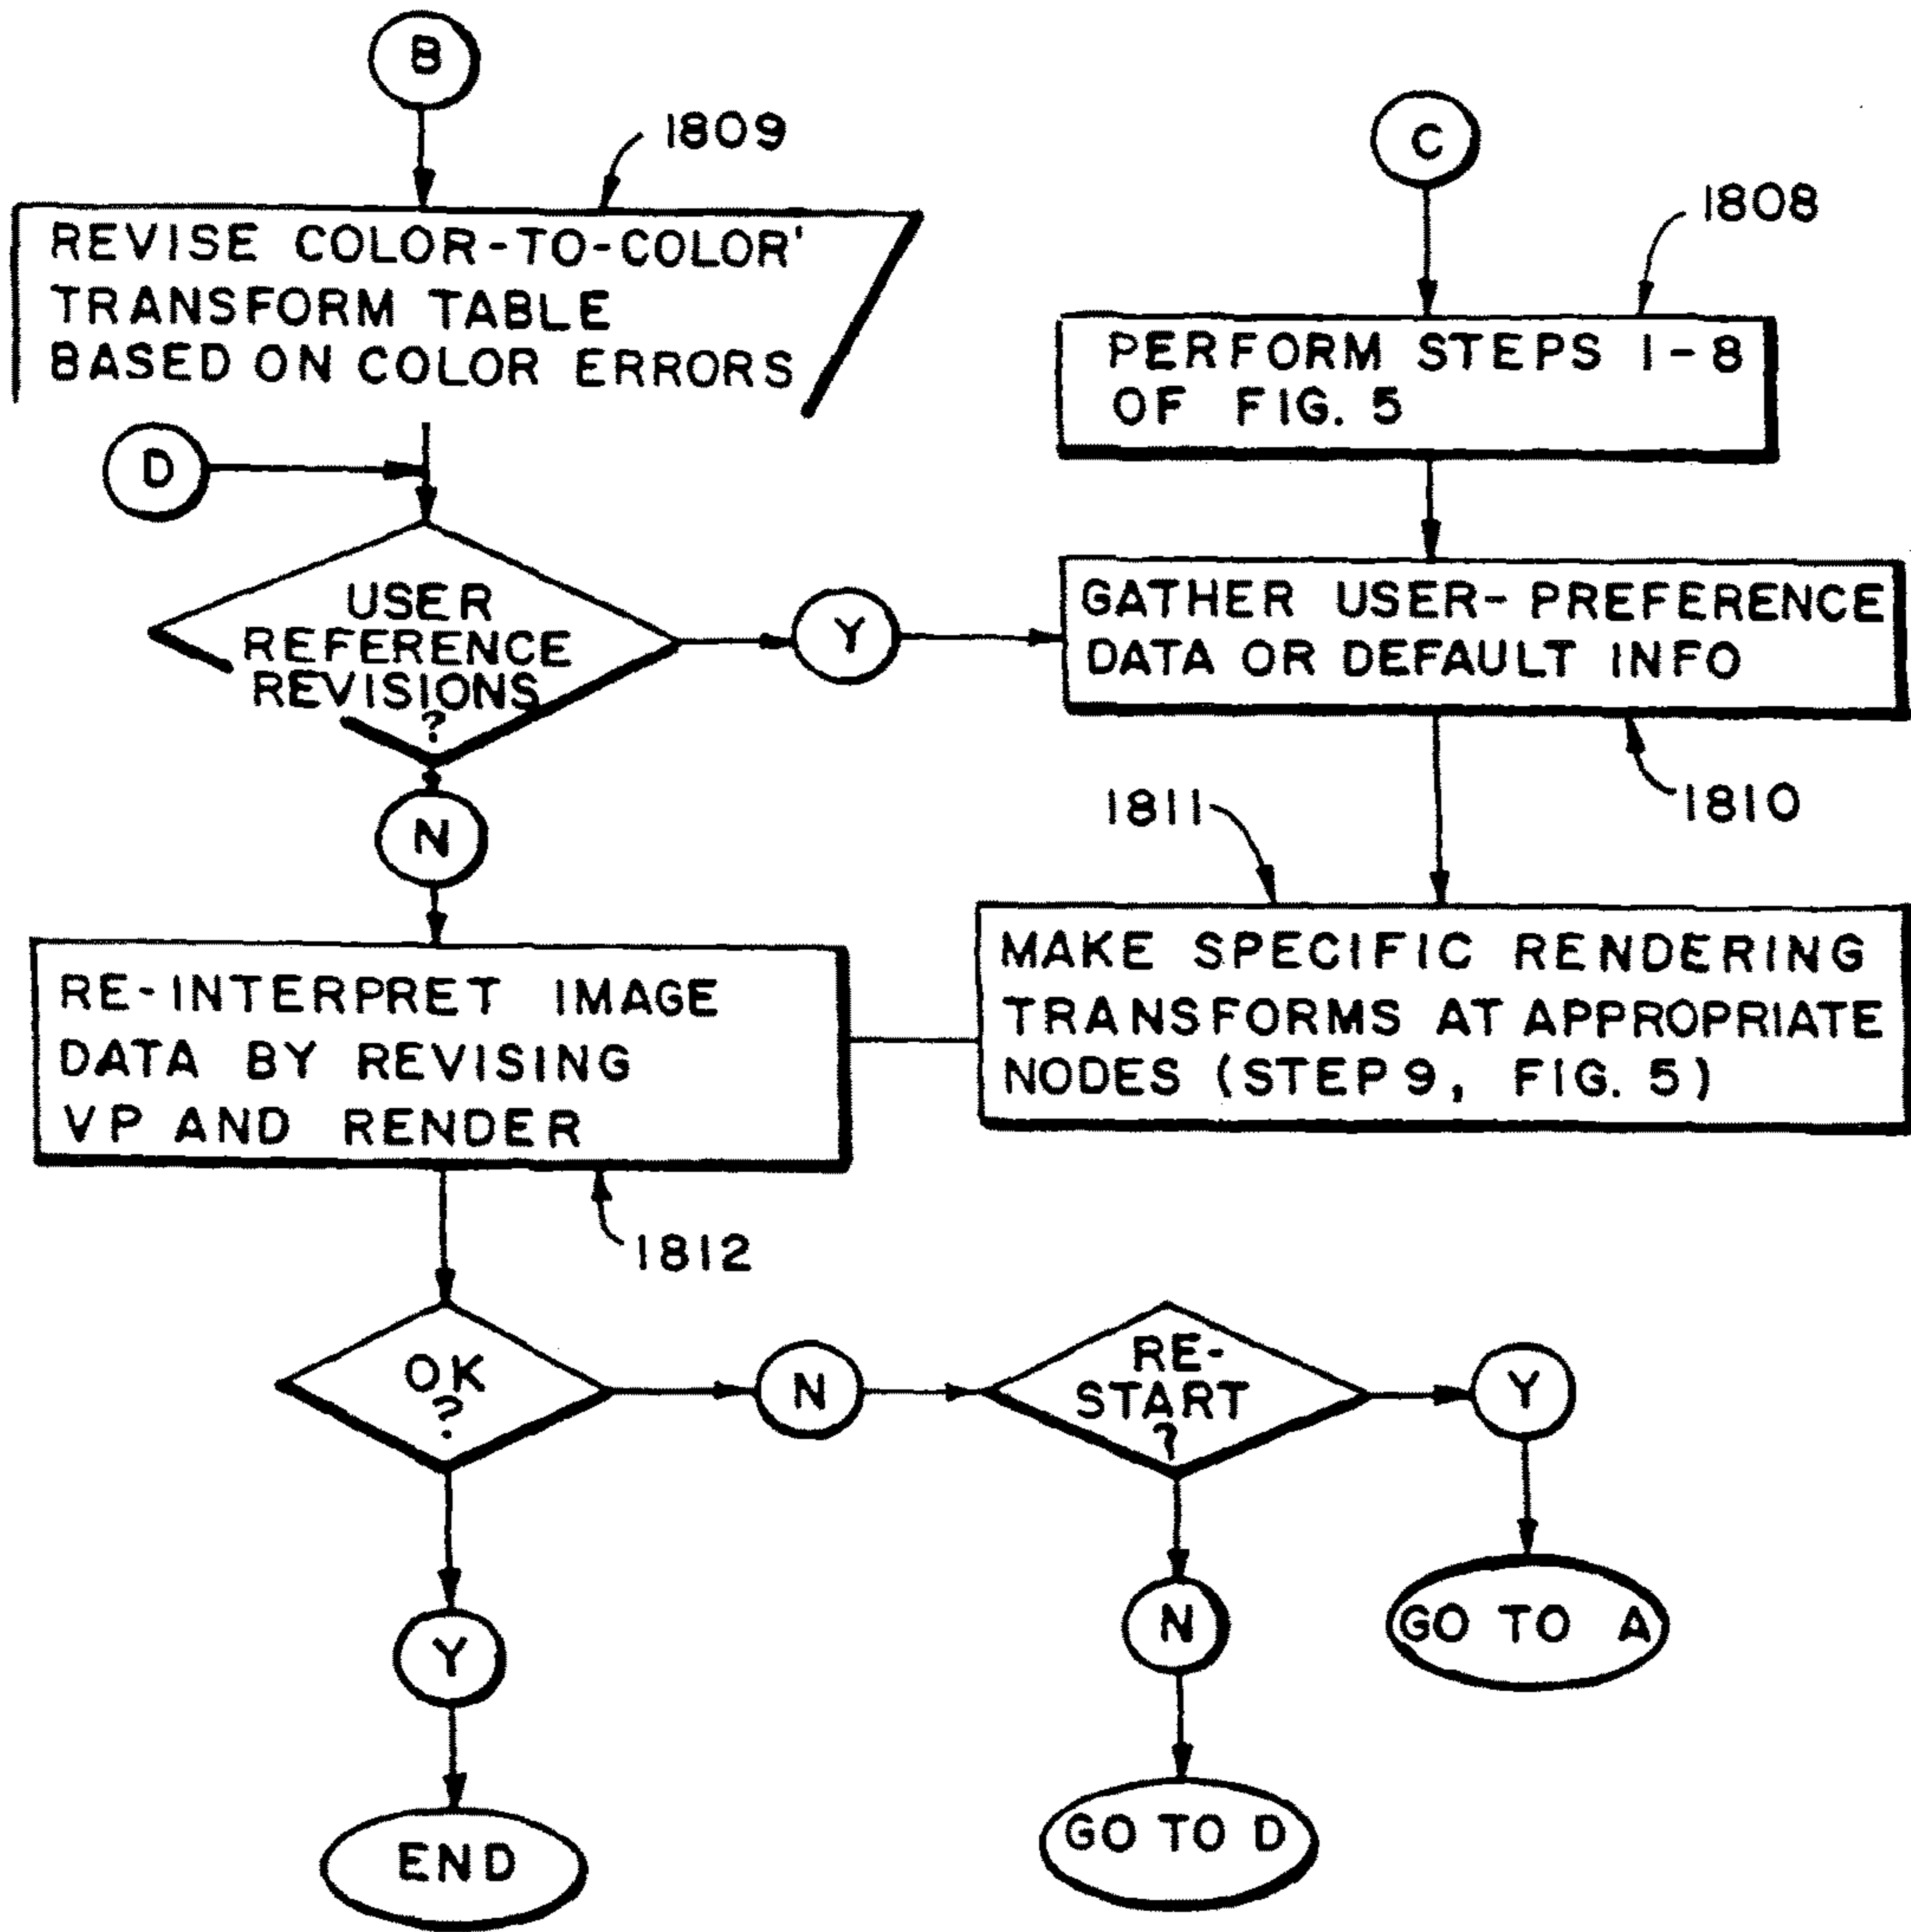 B
1809
REVISE COLOR-TO-COLOR'
TRANSFORM TABLE
BASED ON COLOR ERRORS
C
1808
PERFORM STEPS 1-8
OF FIG. 5
D
USER
REFERENCE
REVISIONS
?
Y
GATHER USER-PREFERENCE
DATA OR DEFAULT INFO
1810
N
1811
MAKE SPECIFIC RENDERING
TRANSFORMS AT APPROPRIATE
NODES (STEP 9, FIG. 5)
RE-INTERPRET IMAGE
DATA BY REVISING
VP AND RENDER
1812
OK
?
N
RE-
START
?
Y
GO TO A
Y
N
END
GO TO D